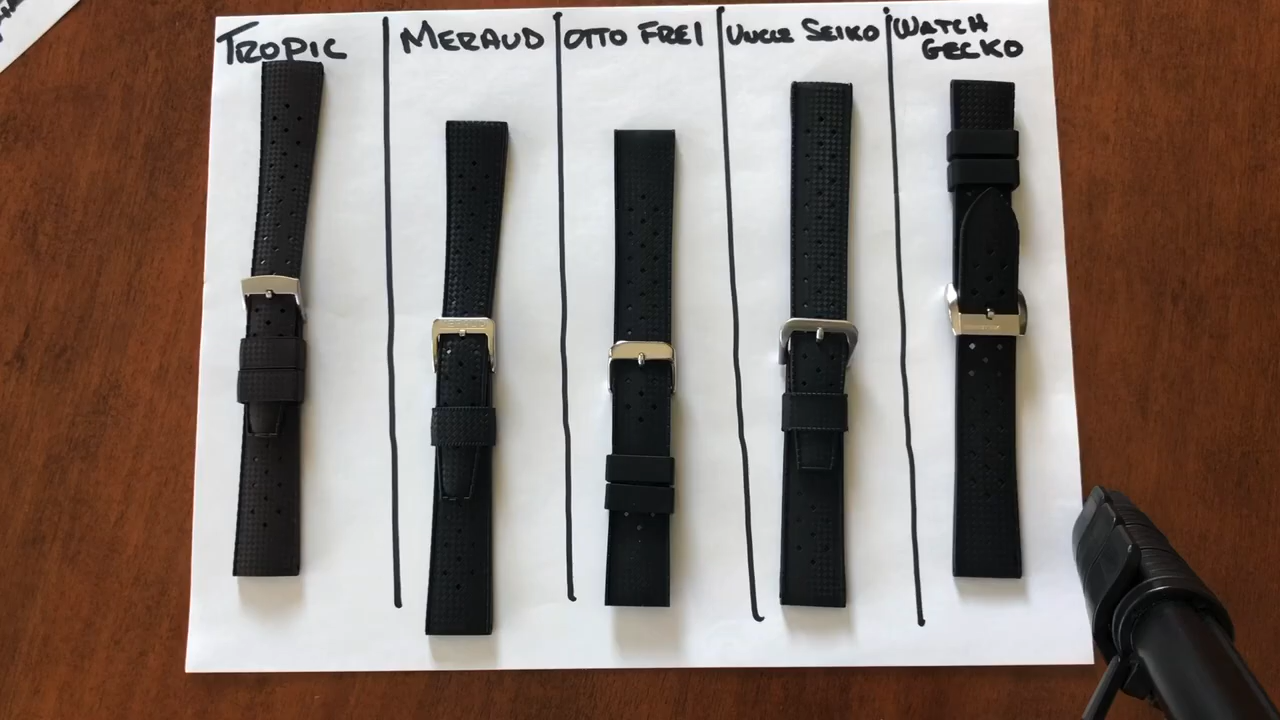 TROPIC
MERAUD
OTTO FREI
UNCLE SEIKO
WATCH
GECKO